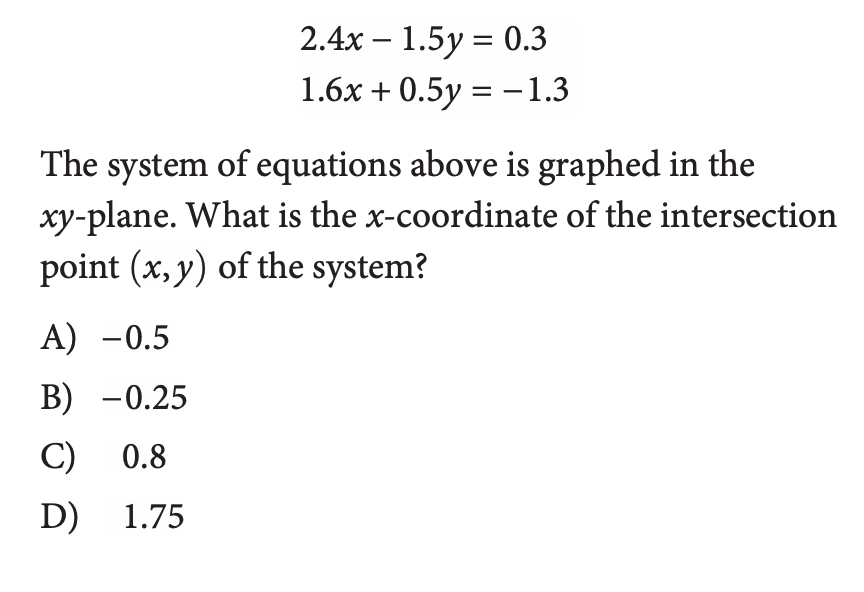 2.4x − 1.5y = 0.3
1.6x + 0.5y = −1.3
The system of equations above is graphed in the
xy-plane. What is the x-coordinate of the intersection
point (x, y) of the system?
A) −0.5
B) −0.25
C) 0.8
D) 1.75